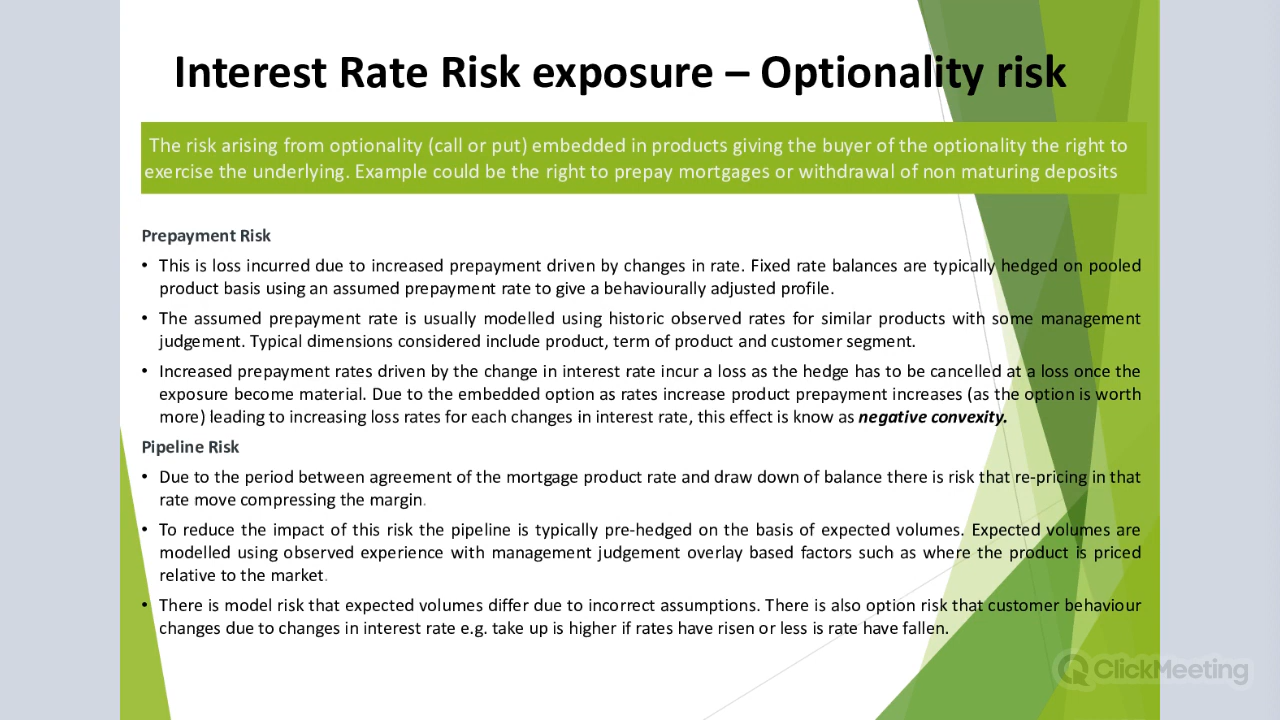 Interest Rate Risk exposure – Optionality risk
The risk arising from optionality (call or put) embedded in products giving the buyer of the optionality the right to
exercise the underlying. Example could be the right to prepay mortgages or withdrawal of non maturing deposits
Prepayment Risk
• This is loss incurred due to increased prepayment driven by changes in rate. Fixed rate balances are typically hedged on pooled
product basis using an assumed prepayment rate to give a behaviourally adjusted profile.
• The assumed prepayment rate is usually modelled using historic observed rates for similar products with some management
judgement. Typical dimensions considered include product, term of product and customer segment.
• Increased prepayment rates driven by the change in interest rate incur a loss as the hedge has to be cancelled at a loss once the
exposure become material. Due to the embedded option as rates increase product prepayment increases (as the option is worth
more) leading to increasing loss rates for each changes in interest rate, this effect is know as negative convexity.
Pipeline Risk
• Due to the period between agreement of the mortgage product rate and draw down of balance there is risk that re-pricing in that
rate move compressing the margin.
• To reduce the impact of this risk the pipeline is typically pre-hedged on the basis of expected volumes. Expected volumes are
modelled using observed experience with management judgement overlay based factors such as where the product is priced
relative to the market.
• There is model risk that expected volumes differ due to incorrect assumptions. There is also option risk that customer behaviour
changes due to changes in interest rate e.g. take up is higher if rates have risen or less is rate have fallen.
ClickMeeting